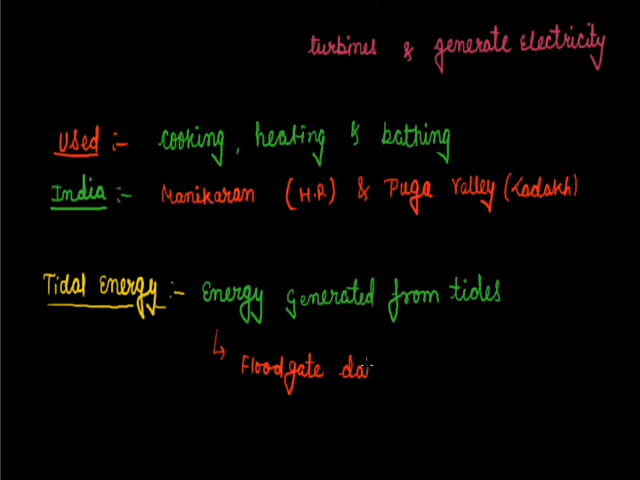 turbines & generate electricity
Used :- cooking, heating & bathing
India :- Manikaran (H.P.) & Puga Valley (Ladakh)
Tidal Energy :- Energy generated from tides
↳ Floodgate da